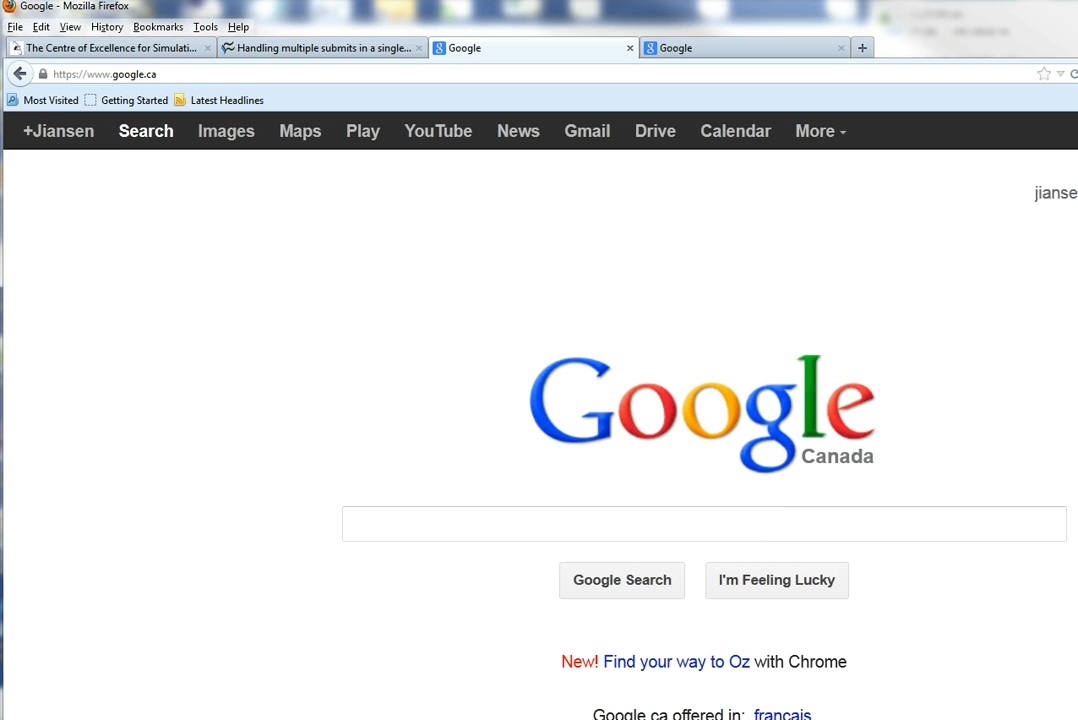 Google - Mozilla Firefox
File Edit View History Bookmarks Tools Help
The Centre of Excellence for Simulati... Handling multiple submits in a single... Google Google
https://www.google.ca
Most Visited Getting Started Latest Headlines
+Jiansen Search Images Maps Play YouTube News Gmail Drive Calendar More
jianse
Google
Canada
Google Search I'm Feeling Lucky
New! Find your way to Oz with Chrome
Google.ca offered in: français